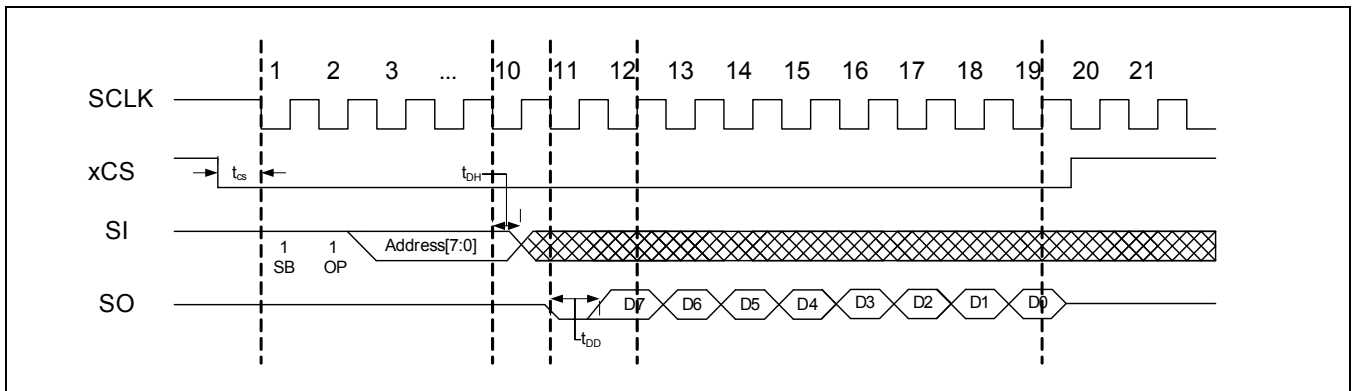 1 2 3 ... 10 11 12 13 14 15 16 17 18 19 20 21
SCLK
xCS
tcs
tDH
SI
1 1 Address[7:0]
SB OP
SO
D7 D6 D5 D4 D3 D2 D1 D0
tDD